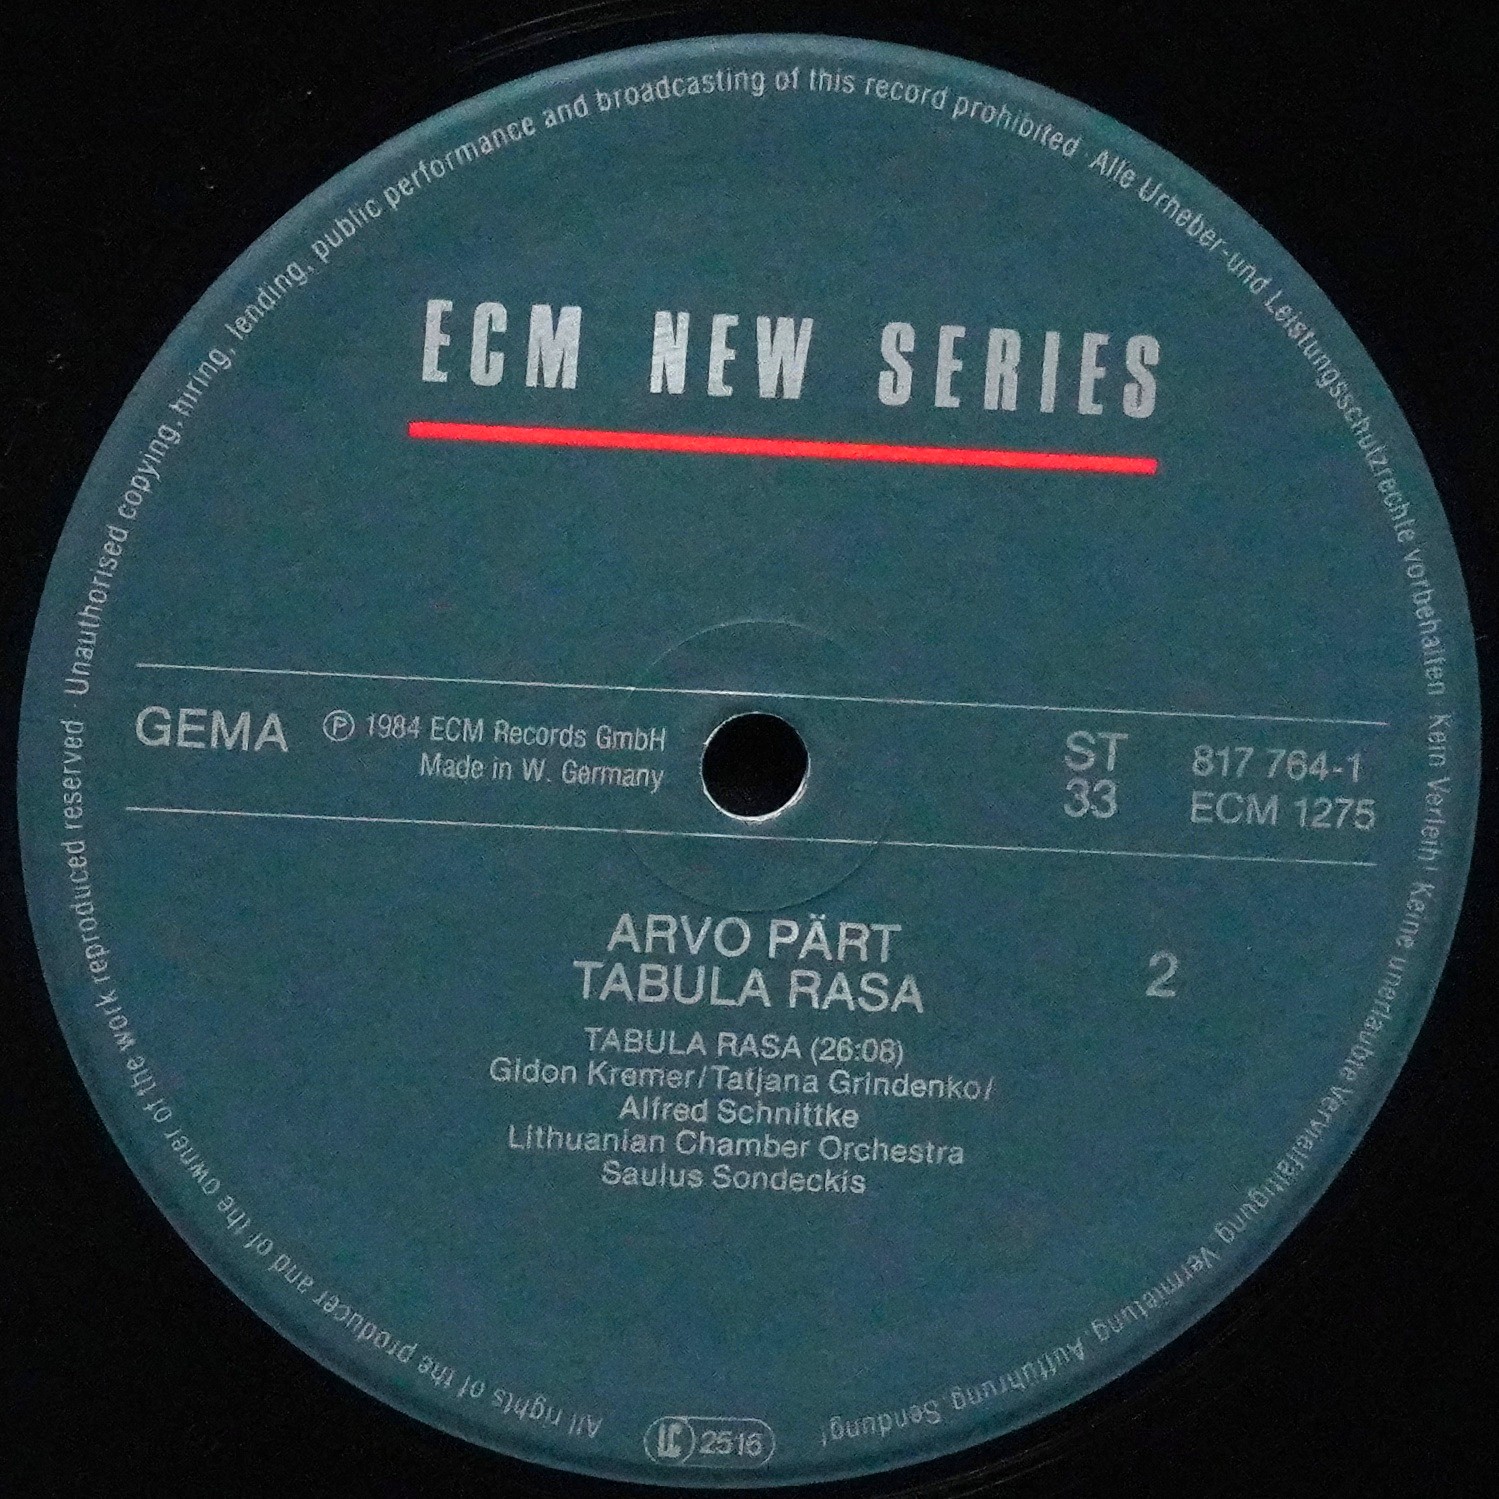 ECM NEW SERIES
GEMA
℗ 1984 ECM Records GmbH
Made in W. Germany
ST
33
817 764-1
ECM 1275
ARVO PÄRT
TABULA RASA
2
TABULA RASA (26:08)
Gidon Kremer/Tatjana Grindenko/
Alfred Schnittke
Lithuanian Chamber Orchestra
Saulus Sondeckis
All rights of the producer and of the owner of the work reproduced reserved · Unauthorised copying, hiring, lending, public performance and broadcasting of this record prohibited · Alle Urheber- und Leistungsschutzrechte vorbehalten · Kein Verleih! Keine unerlaubte Vervielfältigung, Vermietung, Aufführung, Sendung!
LC 2516